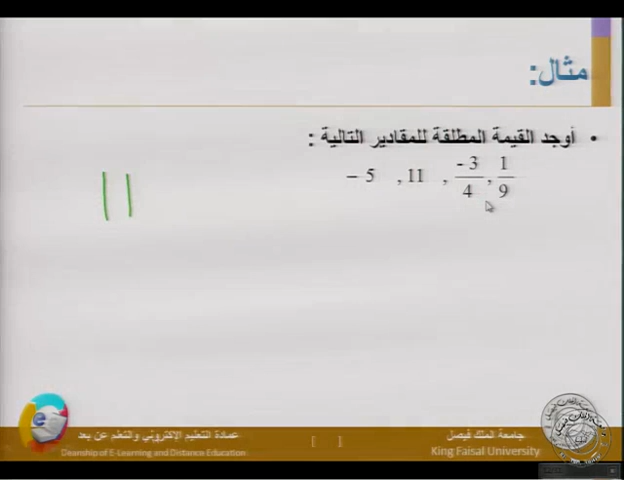 مثال:
• أوجد القيمة المطلقة للمقادير التالية :
– 5 , 11 , -3/4 , 1/9
| |
عمادة التعليم الإلكتروني والتعلم عن بعد
Deanship of E-Learning and Distance Education
[ ]
جامعة الملك فيصل
King Faisal University